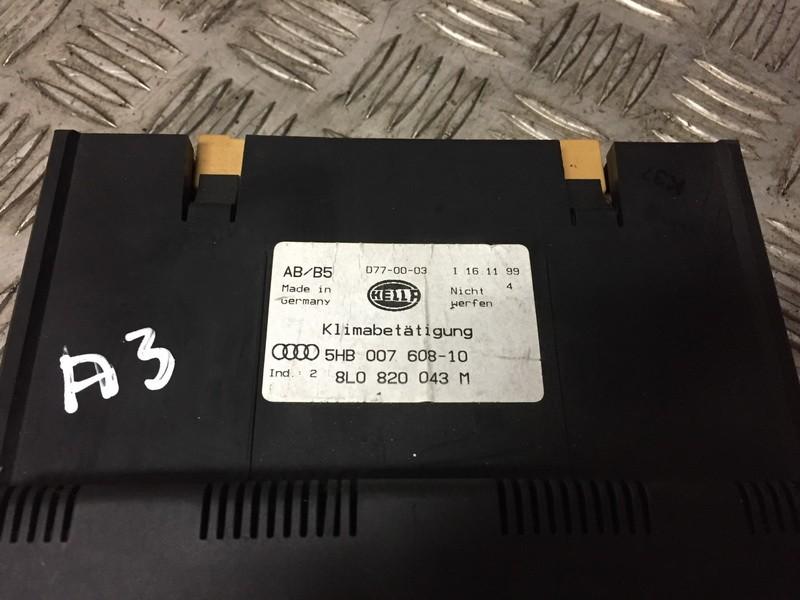 AB/B5 D77-00-03 I 16 11 99
Made in Germany
HELLA
Nicht werfen
4
Klimabetätigung
5HB 007 608-10
Ind.: 2 8L0 820 043 M
A3
K37